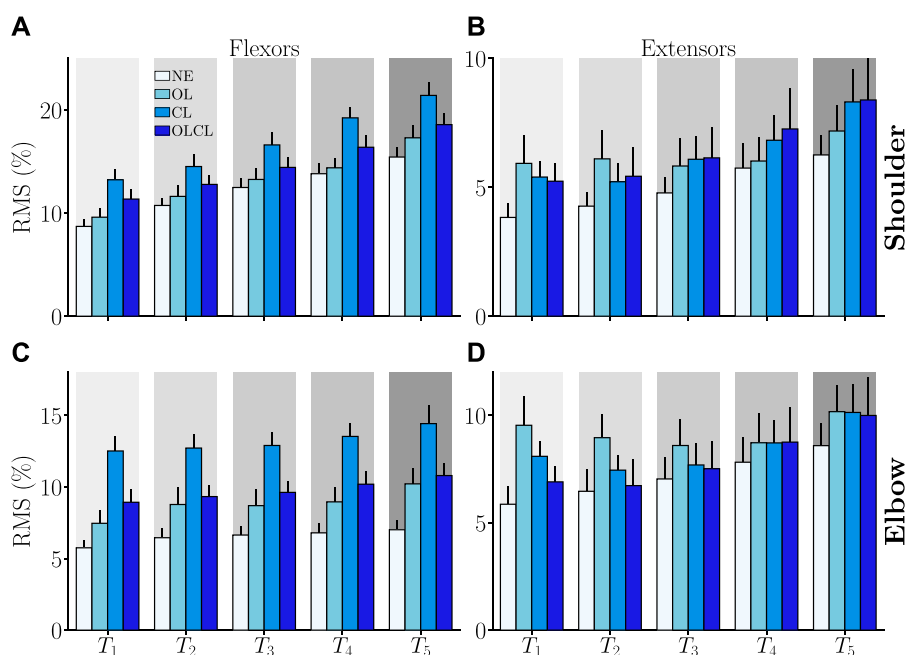 A
B
Flexors
Extensors
NE
OL
CL
OLCL
RMS (%)
0
10
20
0
5
10
Shoulder
C
D
RMS (%)
0
5
10
15
0
5
10
Elbow
T1 T2 T3 T4 T5
T1 T2 T3 T4 T5